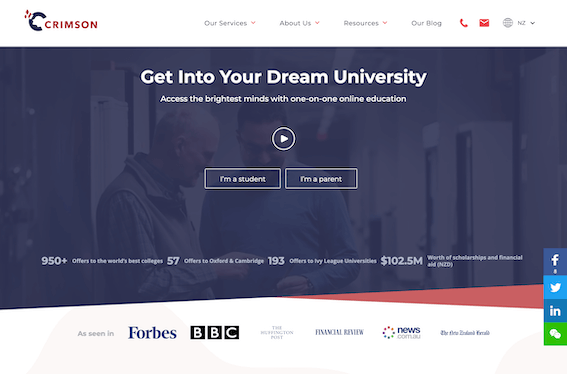 CRIMSON
Our Services
About Us
Resources
Our Blog
NZ
Get Into Your Dream University
Access the brightest minds with one-on-one online education
I'm a student
I'm a parent
950+ Offers to the world's best colleges
57 Offers to Oxford & Cambridge
193 Offers to Ivy League Universities
$102.5M Worth of scholarships and financial
aid (NZD)
8
As seen in
Forbes
BBC
THE
HUFFINGTON
POST
FINANCIAL REVIEW
news
.com.au
The New Zealand Herald